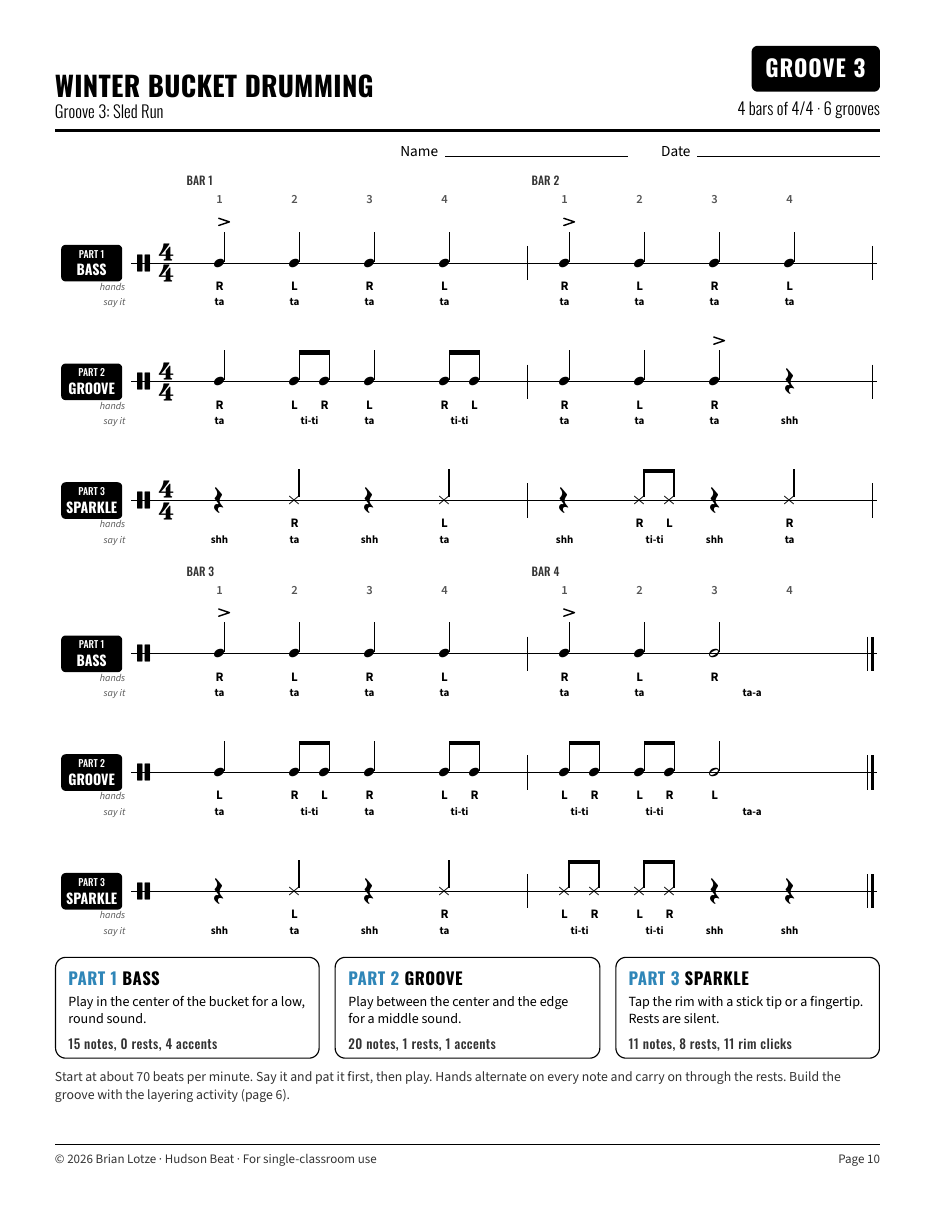 WINTER BUCKET DRUMMING
Groove 3: Sled Run
GROOVE 3
4 bars of 4/4 · 6 grooves
Name Date
BAR 1 BAR 2
1 2 3 4 1 2 3 4
PART 1
BASS
4
4
hands R L R L R L R L
say it ta ta ta ta ta ta ta ta
PART 2
GROOVE
4
4
hands R L R L R L R L R
say it ta ti-ti ta ti-ti ta ta ta shh
PART 3
SPARKLE
4
4
hands R L R L R
say it shh ta shh ta shh ti-ti shh ta
BAR 3 BAR 4
1 2 3 4 1 2 3 4
PART 1
BASS
hands R L R L R L R
say it ta ta ta ta ta ta ta-a
PART 2
GROOVE
hands L R L R L R L R L R L
say it ta ti-ti ta ti-ti ti-ti ti-ti ta-a
PART 3
SPARKLE
hands L R L R L R
say it shh ta shh ta ti-ti ti-ti shh shh
PART 1 BASS
Play in the center of the bucket for a low,
round sound.
15 notes, 0 rests, 4 accents
PART 2 GROOVE
Play between the center and the edge
for a middle sound.
20 notes, 1 rests, 1 accents
PART 3 SPARKLE
Tap the rim with a stick tip or a fingertip.
Rests are silent.
11 notes, 8 rests, 11 rim clicks
Start at about 70 beats per minute. Say it and pat it first, then play. Hands alternate on every note and carry on through the rests. Build the
groove with the layering activity (page 6).
© 2026 Brian Lotze · Hudson Beat · For single-classroom use
Page 10